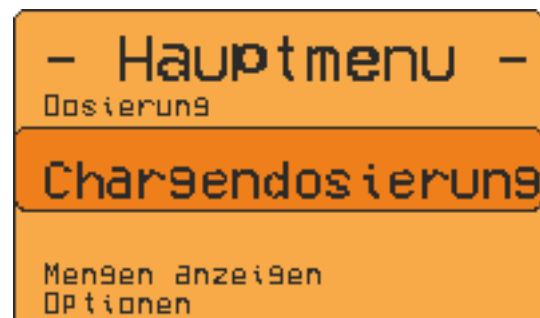 - Hauptmenu -
Dosierung
Chargendosierung
Mengen anzeigen
Optionen